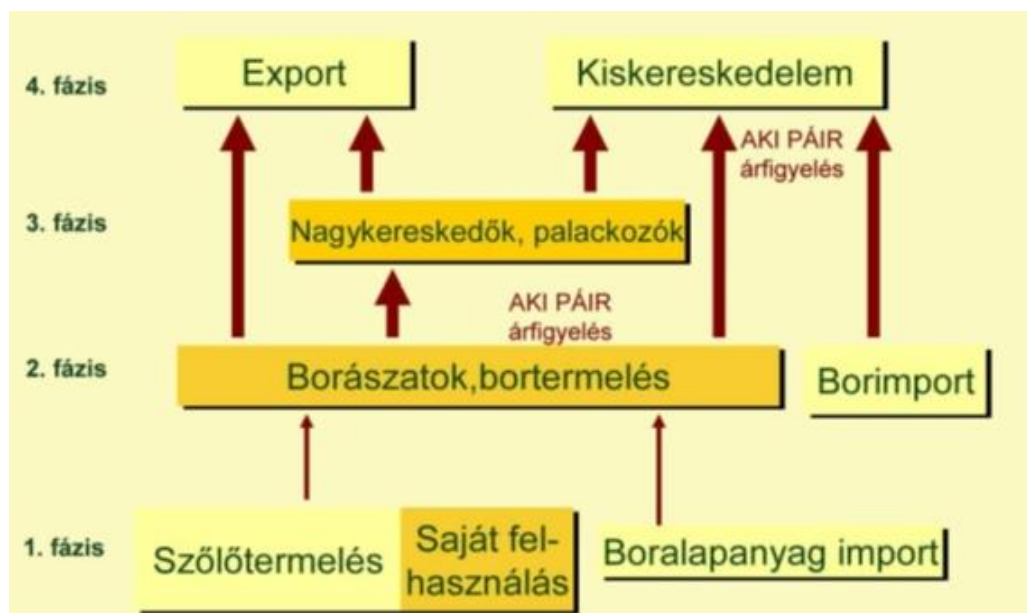 4. fázis
Export
Kiskereskedelem
AKI PÁIR
árfigyelés
3. fázis
Nagykereskedők, palackozók
AKI PÁIR
árfigyelés
2. fázis
Borászatok,bortermelés
Borimport
1. fázis
Szőlőtermelés
Saját fel-
használás
Boralapanyag import